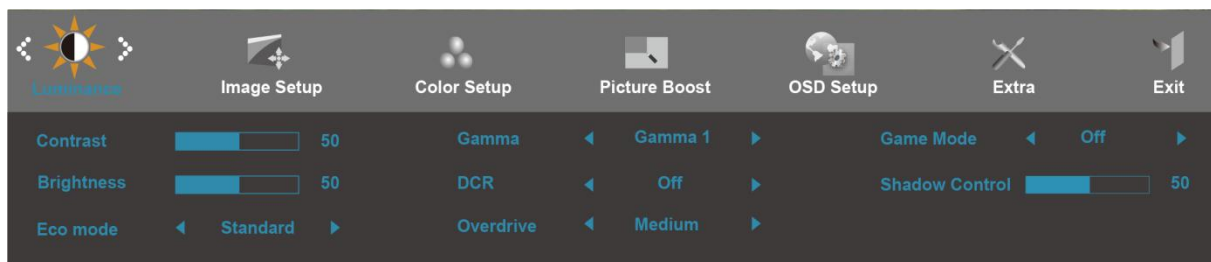 Luminance Image Setup Color Setup Picture Boost OSD Setup Extra Exit
Contrast 50 Gamma Gamma 1 Game Mode Off
Brightness 50 DCR Off Shadow Control 50
Eco mode Standard Overdrive Medium